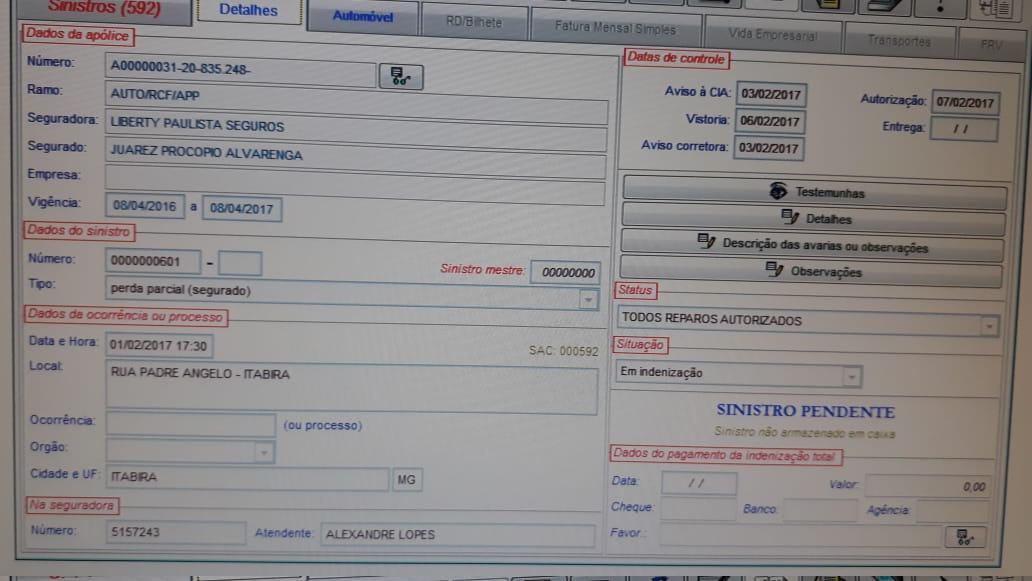 Sinistros (592)
Detalhes
Automóvel
RD/Bilhete
Fatura Mensal Simples
Vida Empresarial
Transportes
FRV
Dados da apólice
Número: A00000031-20-835.248-
Ramo: AUTO/RCF/APP
Seguradora: LIBERTY PAULISTA SEGUROS
Segurado: JUAREZ PROCOPIO ALVARENGA
Empresa:
Vigência: 08/04/2016 a 08/04/2017
Dados do sinistro
Número: 0000000601 -
Sinistro mestre: 00000000
Tipo: perda parcial (segurado)
Dados da ocorrência ou processo
Data e Hora: 01/02/2017 17:30
SAC: 000592
Local: RUA PADRE ANGELO - ITABIRA
Ocorrência: (ou processo)
Orgão:
Cidade e UF: ITABIRA MG
Na seguradora
Número: 5157243 Atendente: ALEXANDRE LOPES
Datas de controle
Aviso à CIA: 03/02/2017 Autorização: 07/02/2017
Vistoria: 06/02/2017 Entrega: / /
Aviso corretora: 03/02/2017
Testemunhas
Detalhes
Descrição das avarias ou observações
Observações
Status
TODOS REPAROS AUTORIZADOS
Situação
Em indenização
SINISTRO PENDENTE
Sinistro não armazenado em caixa
Dados do pagamento da indenização total
Data: / / Valor: 0,00
Cheque: Banco: Agência:
Favor.: